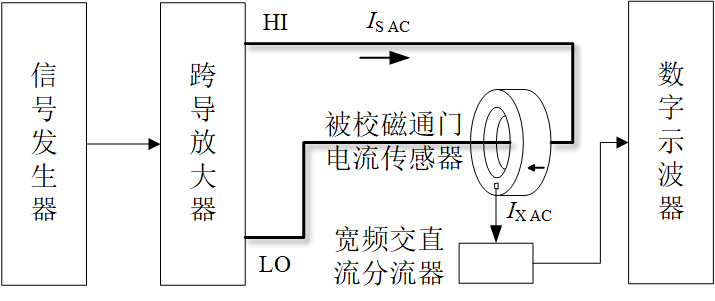 信号发生器
跨导放大器
HI
I S AC
被校磁通门
电流传感器
I X AC
宽频交直
流分流器
LO
数字示波器